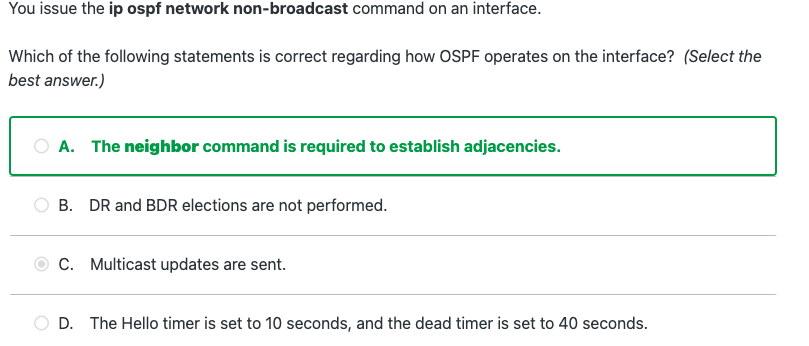 You issue the ip ospf network non-broadcast command on an interface.
Which of the following statements is correct regarding how OSPF operates on the interface? (Select the
best answer.)
A. The neighbor command is required to establish adjacencies.
B. DR and BDR elections are not performed.
C. Multicast updates are sent.
D. The Hello timer is set to 10 seconds, and the dead timer is set to 40 seconds.